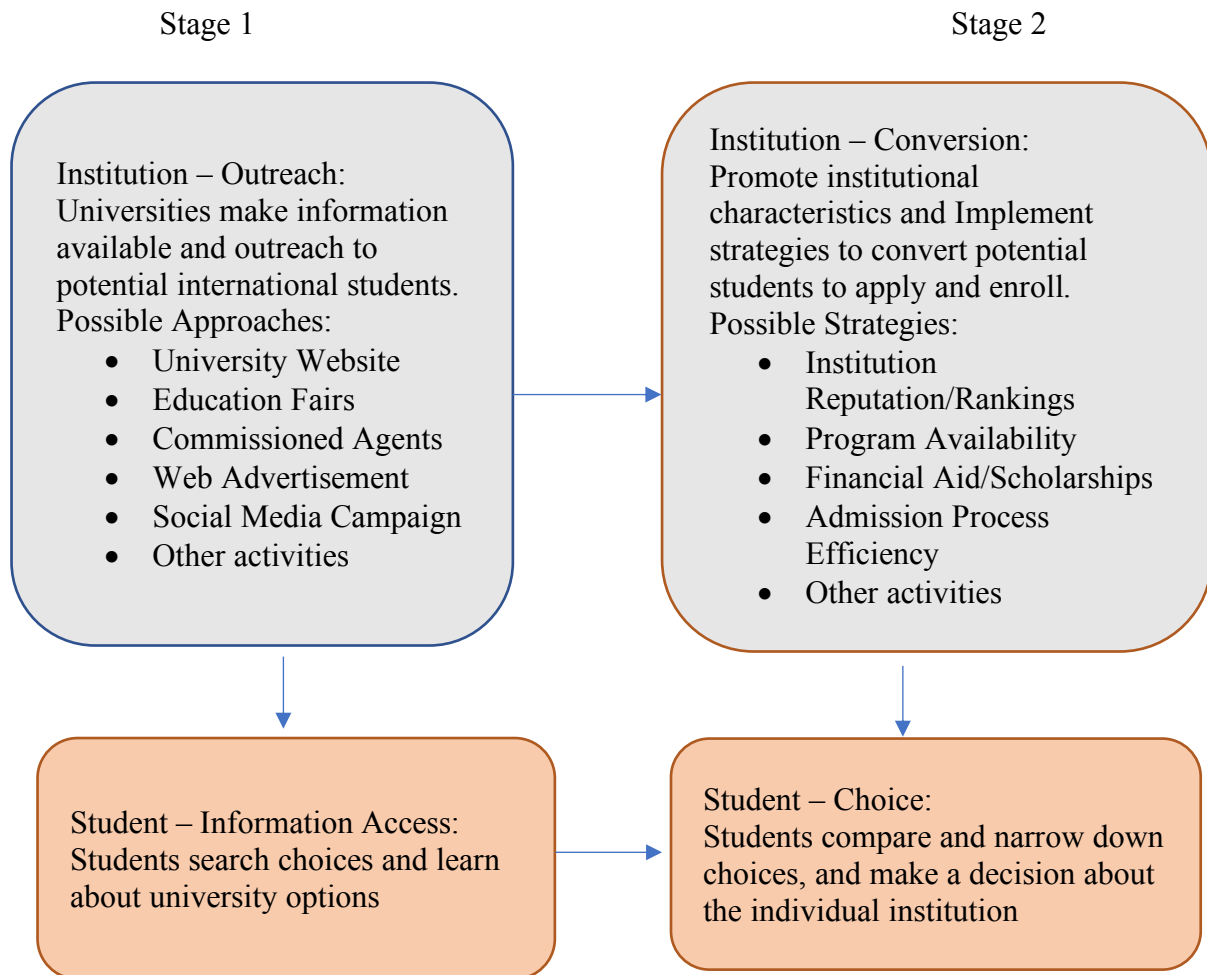 Stage 1
Stage 2
Institution – Outreach:
Universities make information
available and outreach to
potential international students.
Possible Approaches:
• University Website
• Education Fairs
• Commissioned Agents
• Web Advertisement
• Social Media Campaign
• Other activities
Institution – Conversion:
Promote institutional
characteristics and Implement
strategies to convert potential
students to apply and enroll.
Possible Strategies:
• Institution
Reputation/Rankings
• Program Availability
• Financial Aid/Scholarships
• Admission Process
Efficiency
• Other activities
Student – Information Access:
Students search choices and learn
about university options
Student – Choice:
Students compare and narrow down
choices, and make a decision about
the individual institution